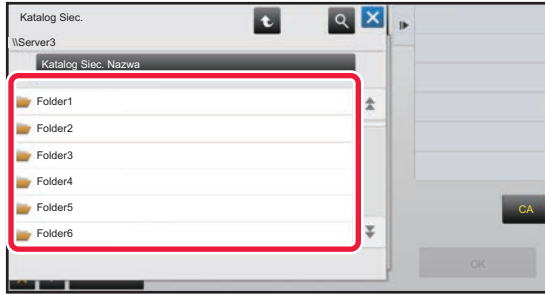 Katalog Siec.
\\Server3
Katalog Siec. Nazwa
Folder1
Folder2
Folder3
Folder4
Folder5
Folder6
CA
OK